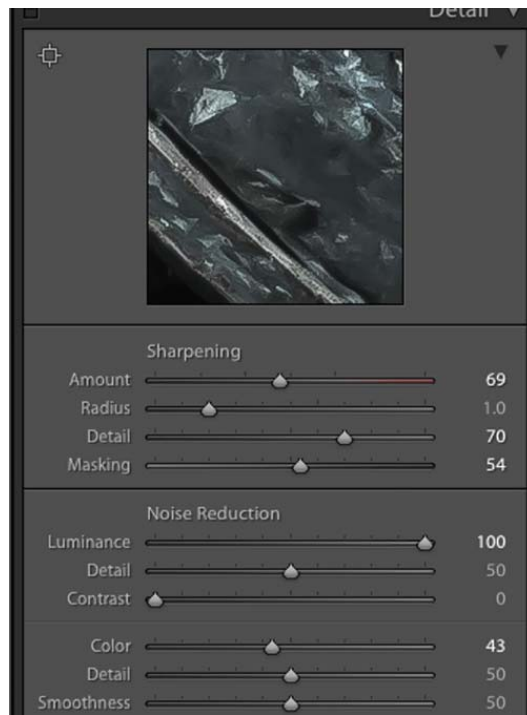 Detail
Sharpening
Amount 69
Radius 1.0
Detail 70
Masking 54
Noise Reduction
Luminance 100
Detail 50
Contrast 0
Color 43
Detail 50
Smoothness 50